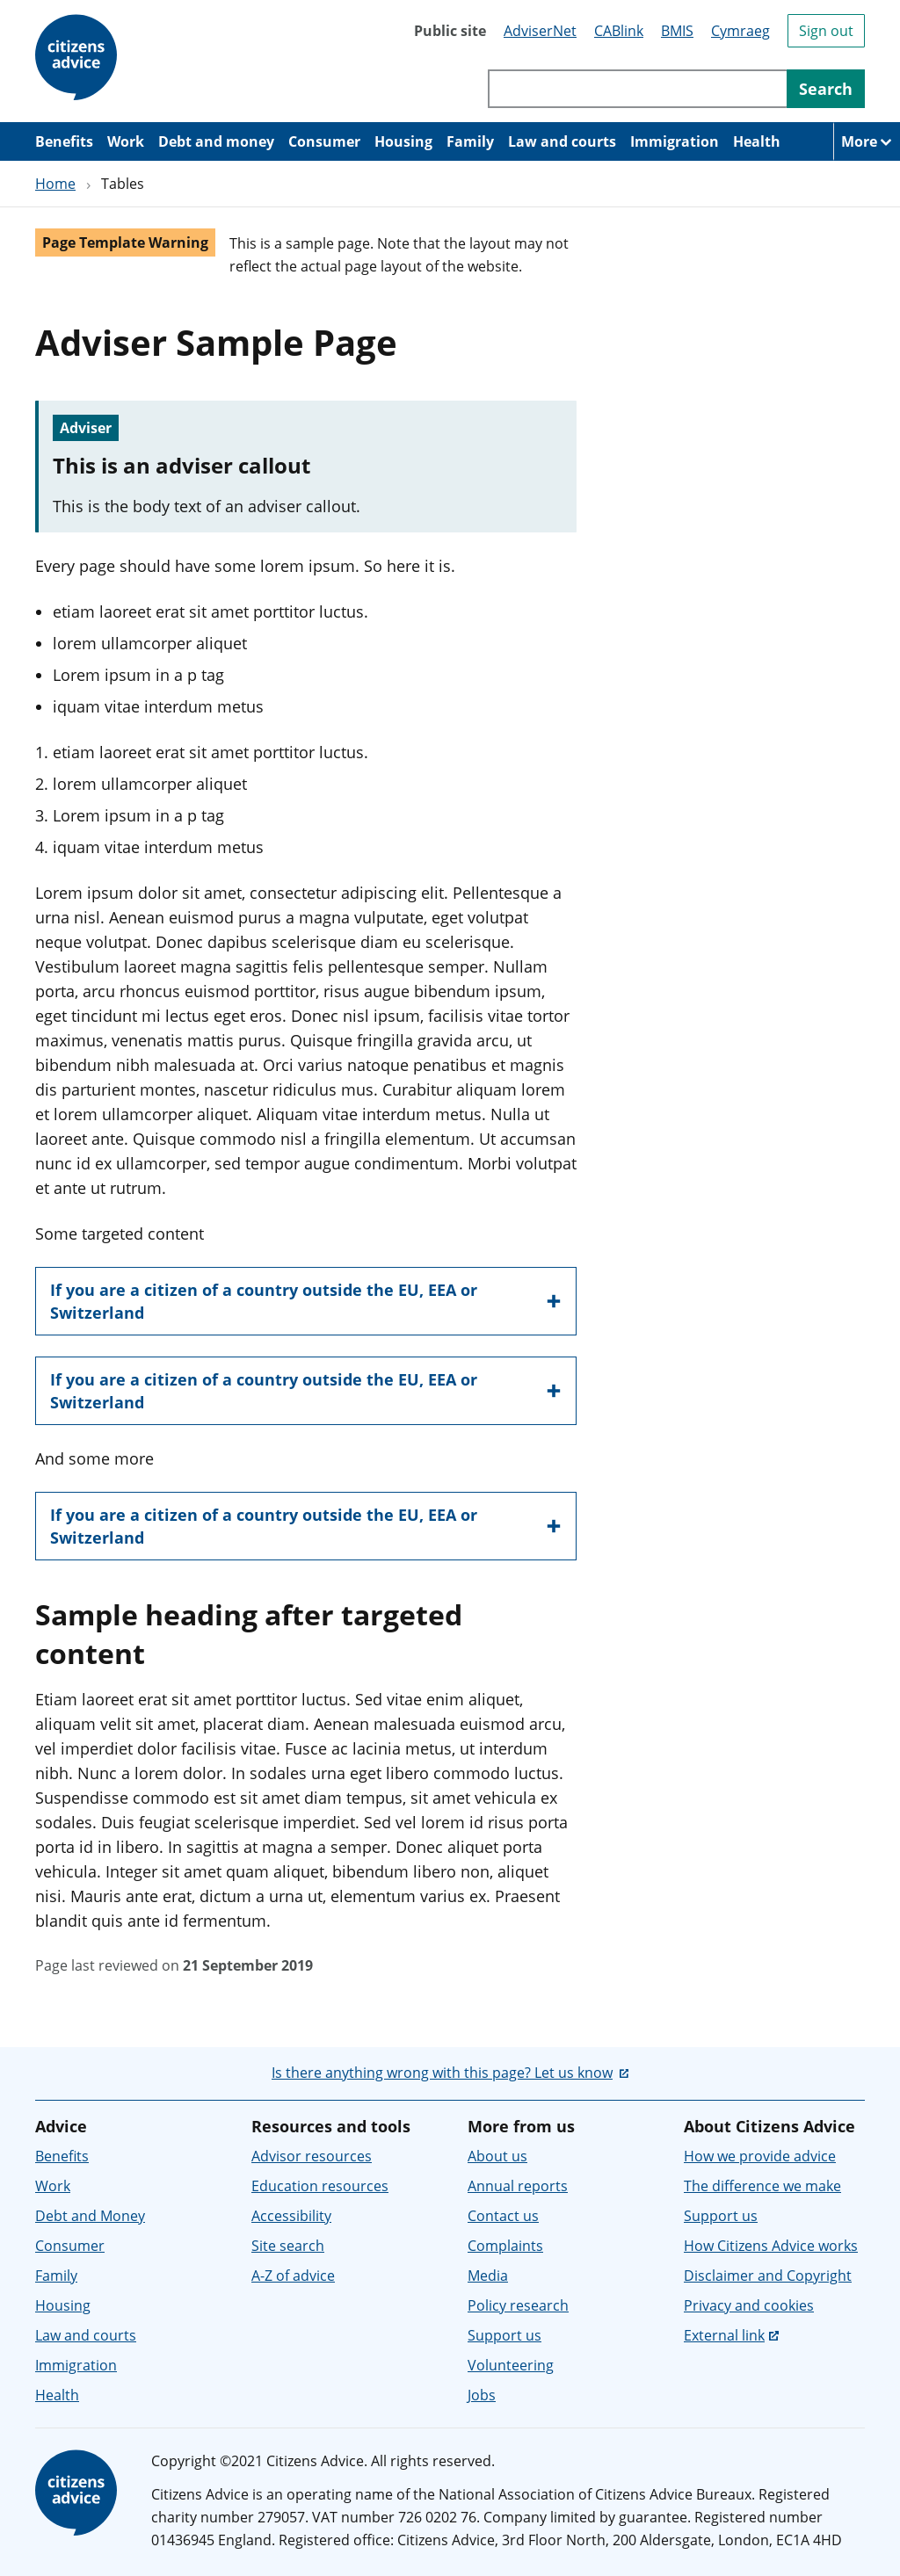 citizens
advice
Public site AdviserNet CABlink BMIS Cymraeg Sign out
Search
Benefits Work Debt and money Consumer Housing Family Law and courts Immigration Health More
Home › Tables
Page Template Warning
This is a sample page. Note that the layout may not
reflect the actual page layout of the website.
Adviser Sample Page
Adviser
This is an adviser callout
This is the body text of an adviser callout.
Every page should have some lorem ipsum. So here it is.
• etiam laoreet erat sit amet porttitor luctus.
• lorem ullamcorper aliquet
• Lorem ipsum in a p tag
• iquam vitae interdum metus
1. etiam laoreet erat sit amet porttitor luctus.
2. lorem ullamcorper aliquet
3. Lorem ipsum in a p tag
4. iquam vitae interdum metus
Lorem ipsum dolor sit amet, consectetur adipiscing elit. Pellentesque a
urna nisl. Aenean euismod purus a magna vulputate, eget volutpat
neque volutpat. Donec dapibus scelerisque diam eu scelerisque.
Vestibulum laoreet magna sagittis felis pellentesque semper. Nullam
porta, arcu rhoncus euismod porttitor, risus augue bibendum ipsum,
eget tincidunt mi lectus eget eros. Donec nisl ipsum, facilisis vitae tortor
maximus, venenatis mattis purus. Quisque fringilla gravida arcu, ut
bibendum nibh malesuada at. Orci varius natoque penatibus et magnis
dis parturient montes, nascetur ridiculus mus. Curabitur aliquam lorem
et lorem ullamcorper aliquet. Aliquam vitae interdum metus. Nulla ut
laoreet ante. Quisque commodo nisl a fringilla elementum. Ut accumsan
nunc id ex ullamcorper, sed tempor augue condimentum. Morbi volutpat
et ante ut rutrum.
Some targeted content
If you are a citizen of a country outside the EU, EEA or
Switzerland
If you are a citizen of a country outside the EU, EEA or
Switzerland
And some more
If you are a citizen of a country outside the EU, EEA or
Switzerland
Sample heading after targeted
content
Etiam laoreet erat sit amet porttitor luctus. Sed vitae enim aliquet,
aliquam velit sit amet, placerat diam. Aenean malesuada euismod arcu,
vel imperdiet dolor facilisis vitae. Fusce ac lacinia metus, ut interdum
nibh. Nunc a lorem dolor. In sodales urna eget libero commodo luctus.
Suspendisse commodo est sit amet diam tempus, sit amet vehicula ex
sodales. Duis feugiat scelerisque imperdiet. Sed vel lorem id risus porta
porta id in libero. In sagittis at magna a semper. Donec aliquet porta
vehicula. Integer sit amet quam aliquet, bibendum libero non, aliquet
nisi. Mauris ante erat, dictum a urna ut, elementum varius ex. Praesent
blandit quis ante id fermentum.
Page last reviewed on 21 September 2019
Is there anything wrong with this page? Let us know
Advice
Benefits
Work
Debt and Money
Consumer
Family
Housing
Law and courts
Immigration
Health
Resources and tools
Advisor resources
Education resources
Accessibility
Site search
A-Z of advice
More from us
About us
Annual reports
Contact us
Complaints
Media
Policy research
Support us
Volunteering
Jobs
About Citizens Advice
How we provide advice
The difference we make
Support us
How Citizens Advice works
Disclaimer and Copyright
Privacy and cookies
External link
citizens
advice
Copyright ©2021 Citizens Advice. All rights reserved.
Citizens Advice is an operating name of the National Association of Citizens Advice Bureaux. Registered
charity number 279057. VAT number 726 0202 76. Company limited by guarantee. Registered number
01436945 England. Registered office: Citizens Advice, 3rd Floor North, 200 Aldersgate, London, EC1A 4HD